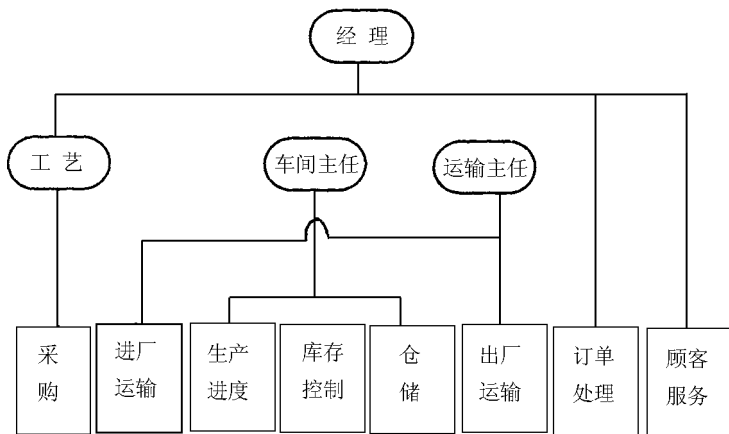 经 理
工 艺
车间主任
运输主任
采
购
进厂
运输
生产
进度
库存
控制
仓
储
出厂
运输
订单
处理
顾客
服务